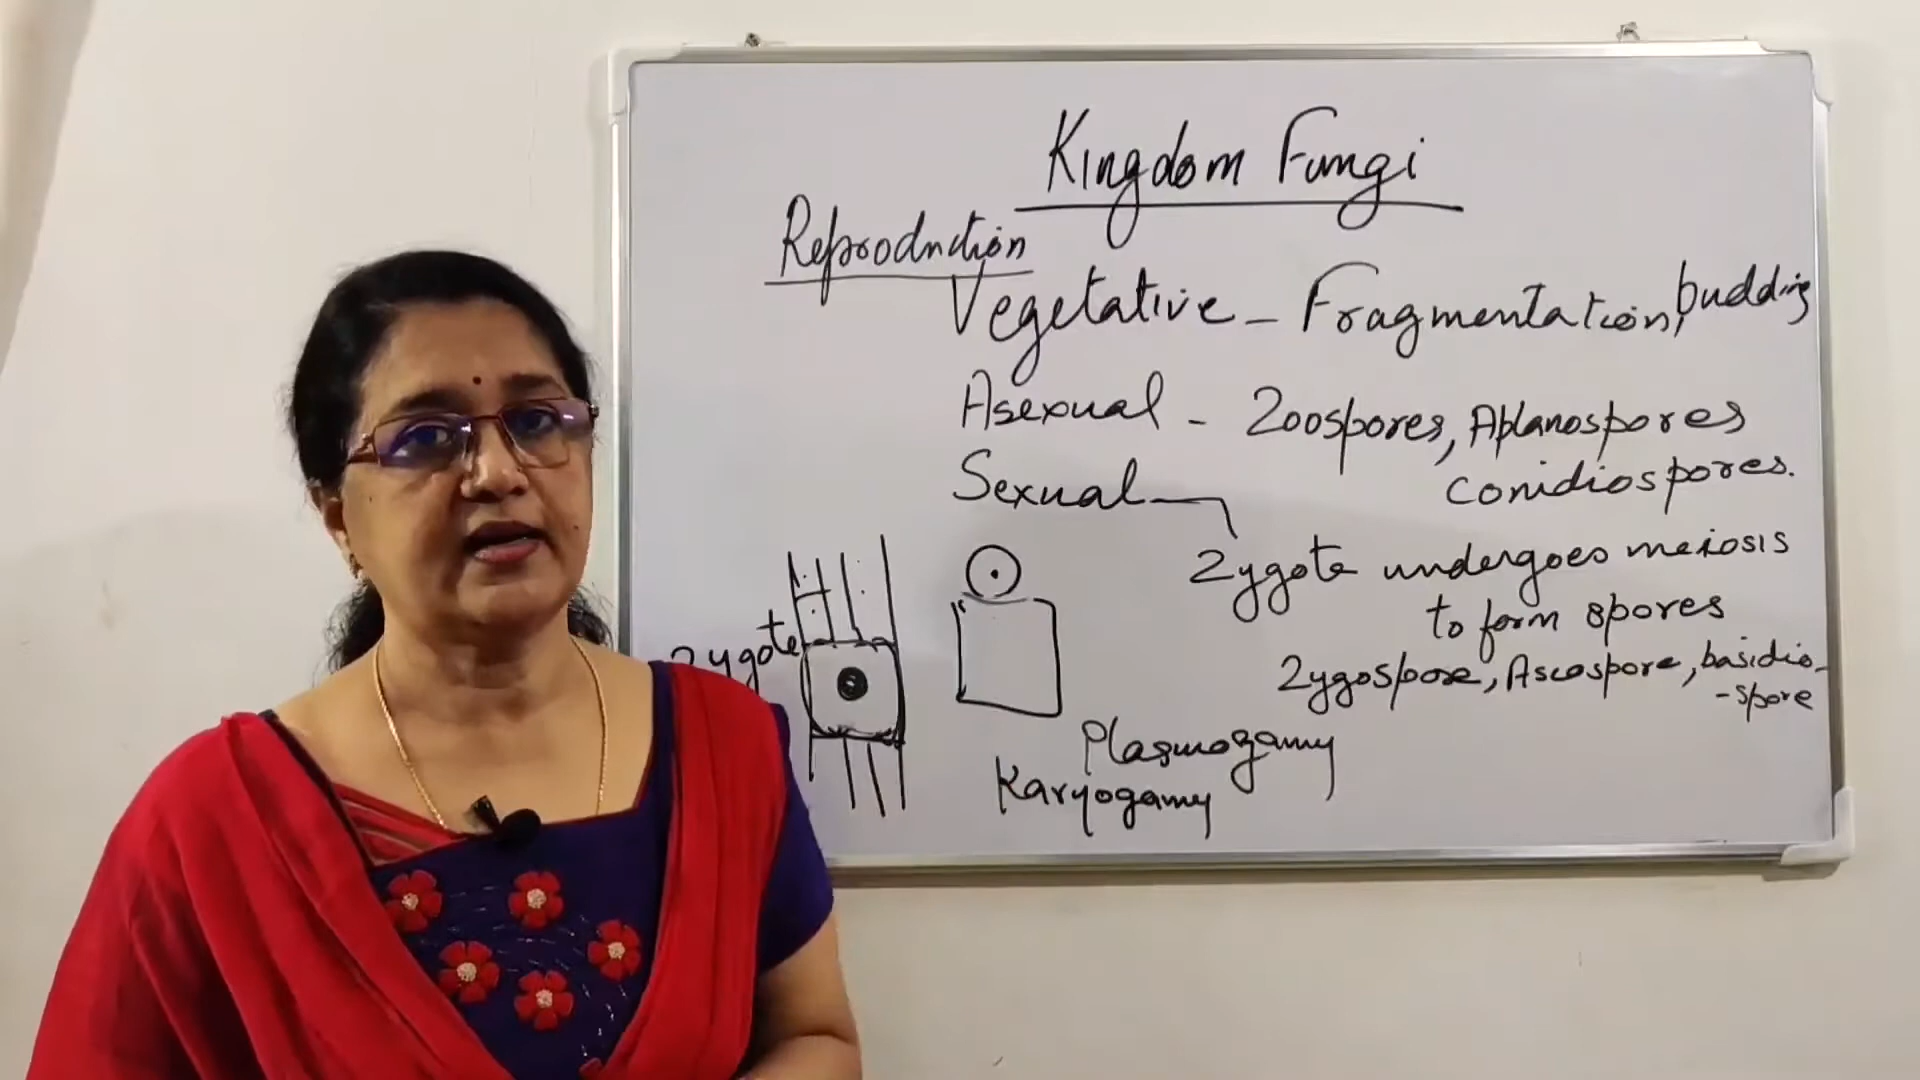 Kingdom Fungi
Reproduction
Vegetative - Fragmentation, budding
Asexual - Zoospores, Aplanospores
conidiospores.
Sexual
Zygote undergoes meiosis
to form spores
Zygote
Zygospore, Ascospore, basidio-
-spore
Plasmogamy
Karyogamy